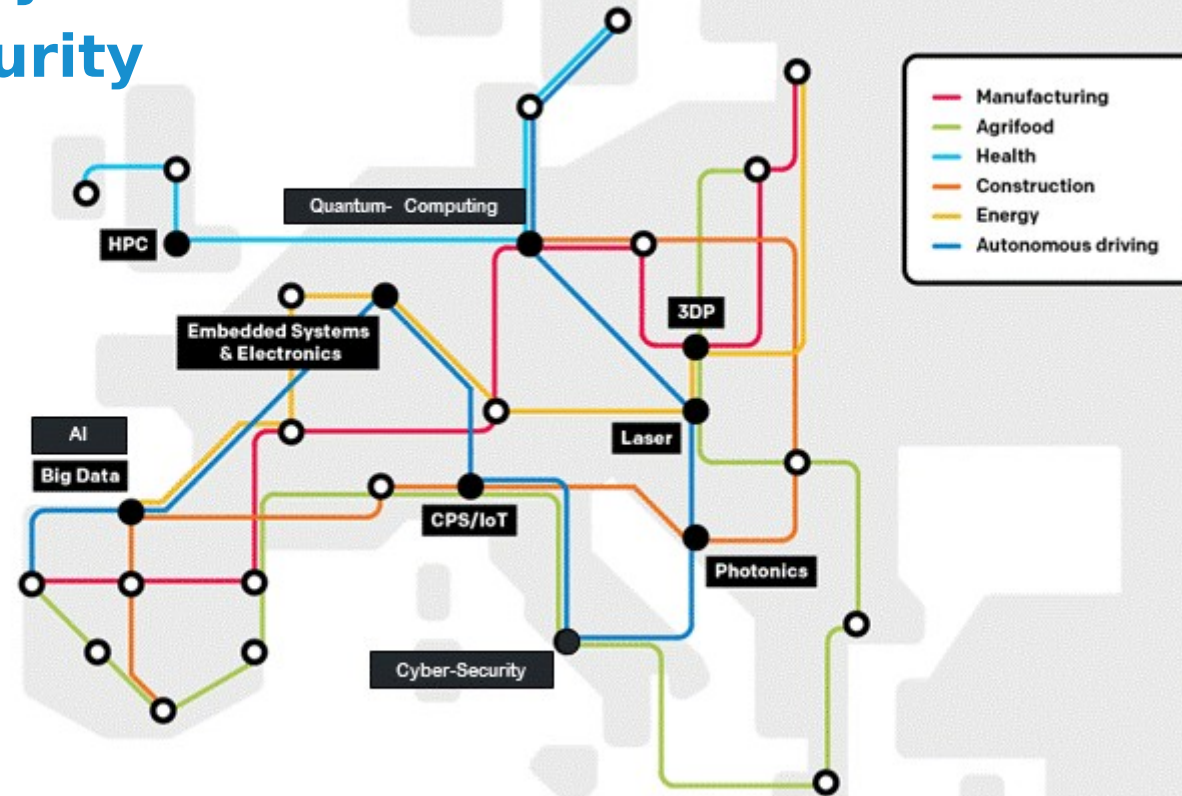 urity
Manufacturing
Agrifood
Health
Construction
Energy
Autonomous driving
Quantum- Computing
HPC
3DP
Embedded Systems
& Electronics
AI
Laser
Big Data
CPS/IoT
Photonics
Cyber-Security